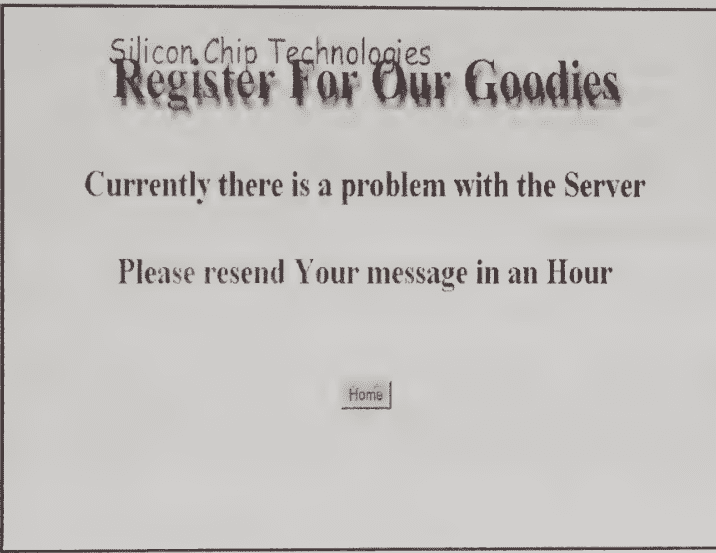 Silicon Chip Technologies
Register For Our Goodies
Currently there is a problem with the Server
Please resend Your message in an Hour
Home